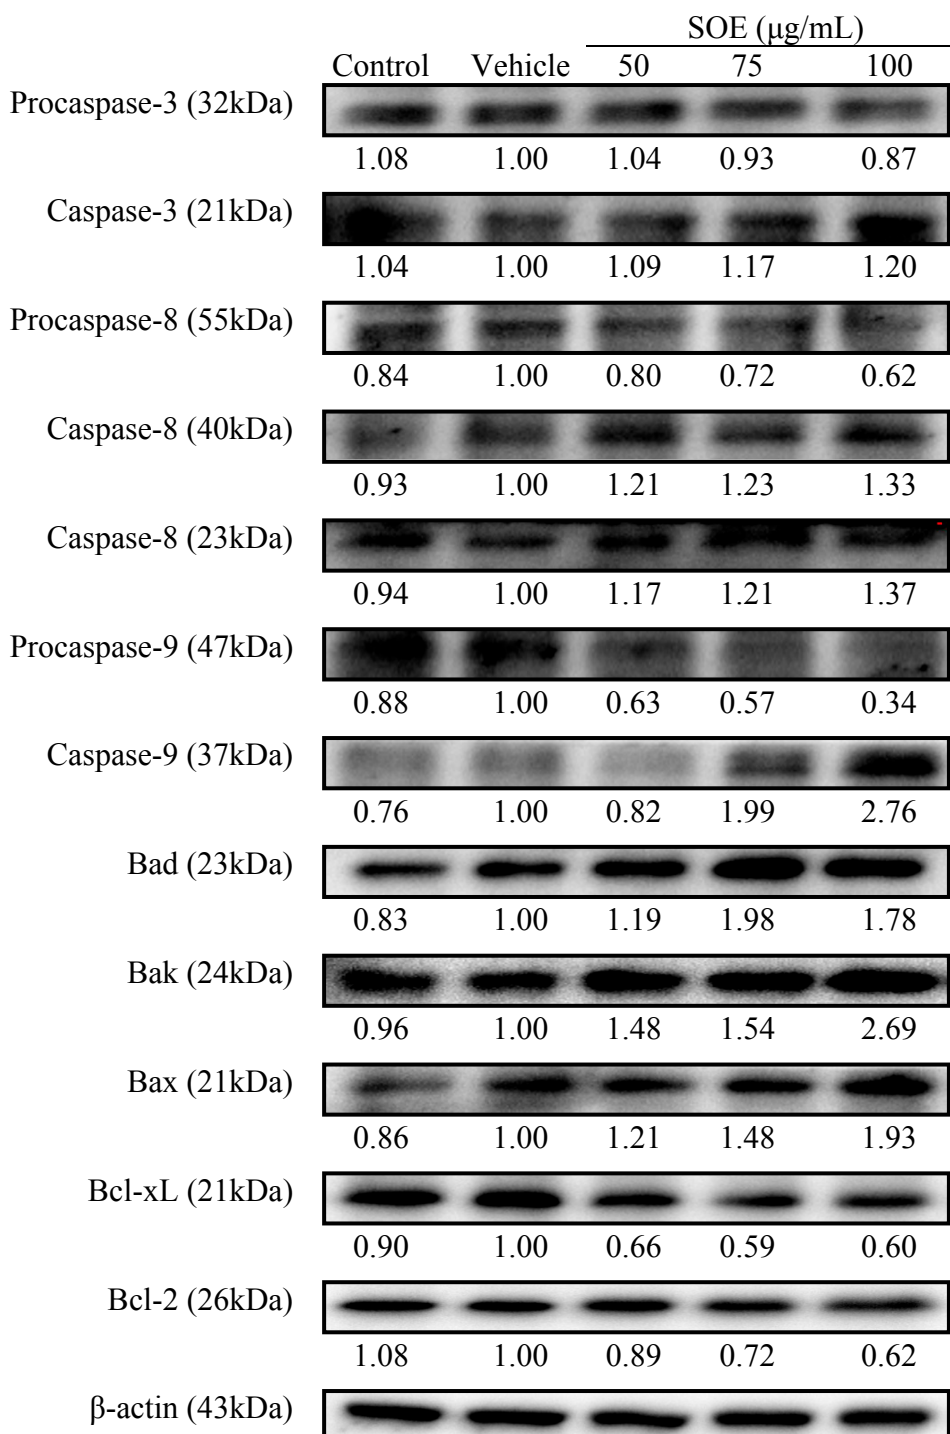 SOE (μg/mL)
Control Vehicle 50 75 100
Procaspase-3 (32kDa)
1.08 1.00 1.04 0.93 0.87
Caspase-3 (21kDa)
1.04 1.00 1.09 1.17 1.20
Procaspase-8 (55kDa)
0.84 1.00 0.80 0.72 0.62
Caspase-8 (40kDa)
0.93 1.00 1.21 1.23 1.33
Caspase-8 (23kDa)
0.94 1.00 1.17 1.21 1.37
Procaspase-9 (47kDa)
0.88 1.00 0.63 0.57 0.34
Caspase-9 (37kDa)
0.76 1.00 0.82 1.99 2.76
Bad (23kDa)
0.83 1.00 1.19 1.98 1.78
Bak (24kDa)
0.96 1.00 1.48 1.54 2.69
Bax (21kDa)
0.86 1.00 1.21 1.48 1.93
Bcl-xL (21kDa)
0.90 1.00 0.66 0.59 0.60
Bcl-2 (26kDa)
1.08 1.00 0.89 0.72 0.62
β-actin (43kDa)